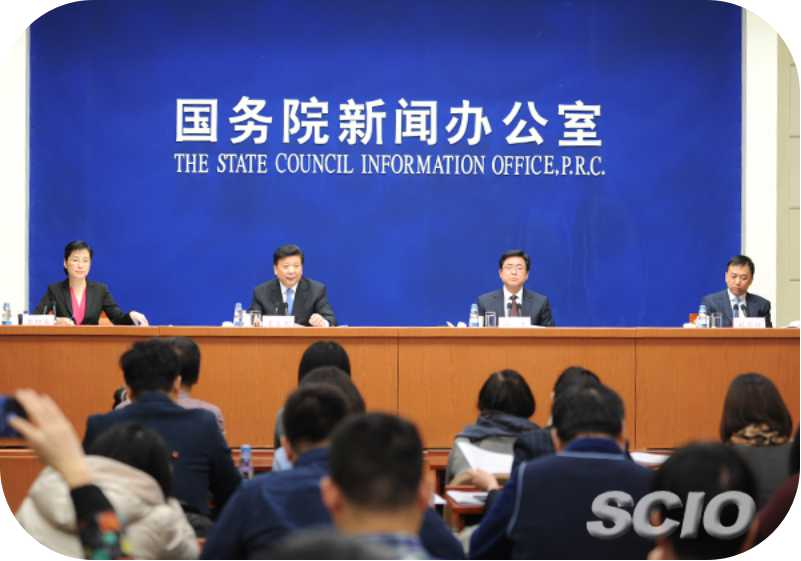 国务院新闻办公室
THE STATE COUNCIL INFORMATION OFFICE,P.R.C.
SCIO